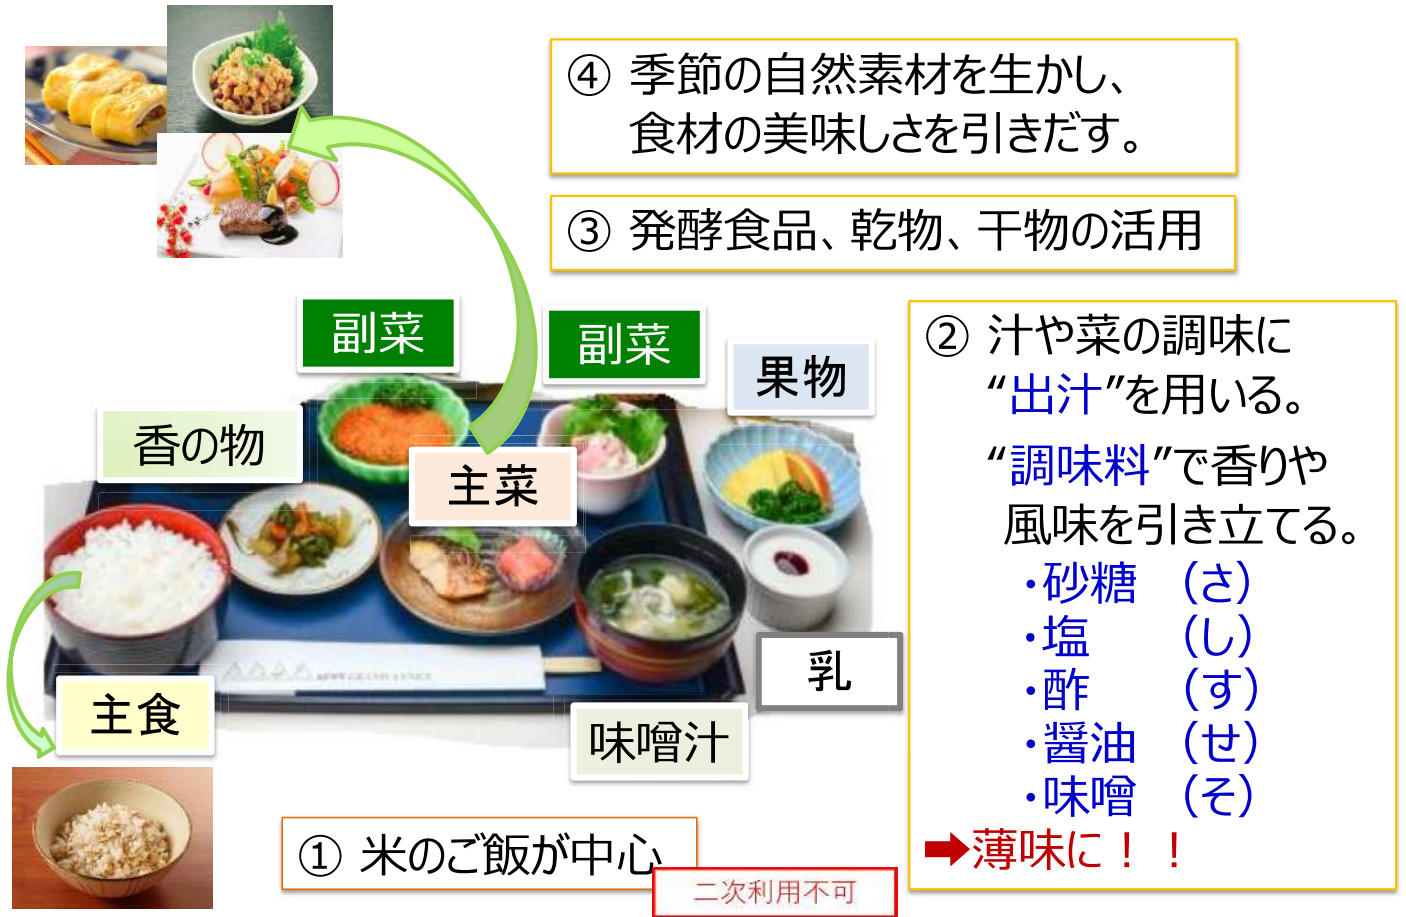 ④ 季節の自然素材を生かし、
食材の美味しさを引きだす。
③ 発酵食品、乾物、干物の活用
副菜
副菜
果物
香の物
主菜
主食
味噌汁
乳
② 汁や菜の調味に
“出汁”を用いる。
“調味料”で香りや
風味を引き立てる。
・砂糖　（さ）
・塩　　（し）
・酢　　（す）
・醤油　（せ）
・味噌　（そ）
➡薄味に！！
① 米のご飯が中心
二次利用不可